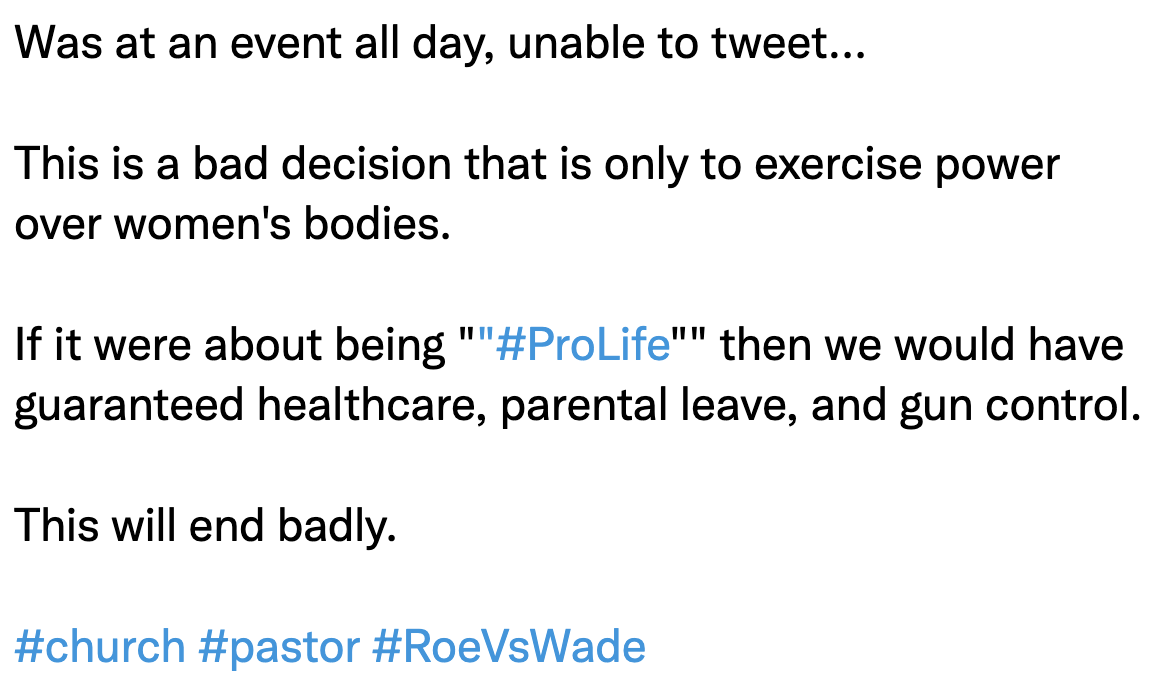 Was at an event all day, unable to tweet...
This is a bad decision that is only to exercise power
over women's bodies.
If it were about being ""#ProLife"" then we would have
guaranteed healthcare, parental leave, and gun control.
This will end badly.
#church #pastor #RoeVsWade